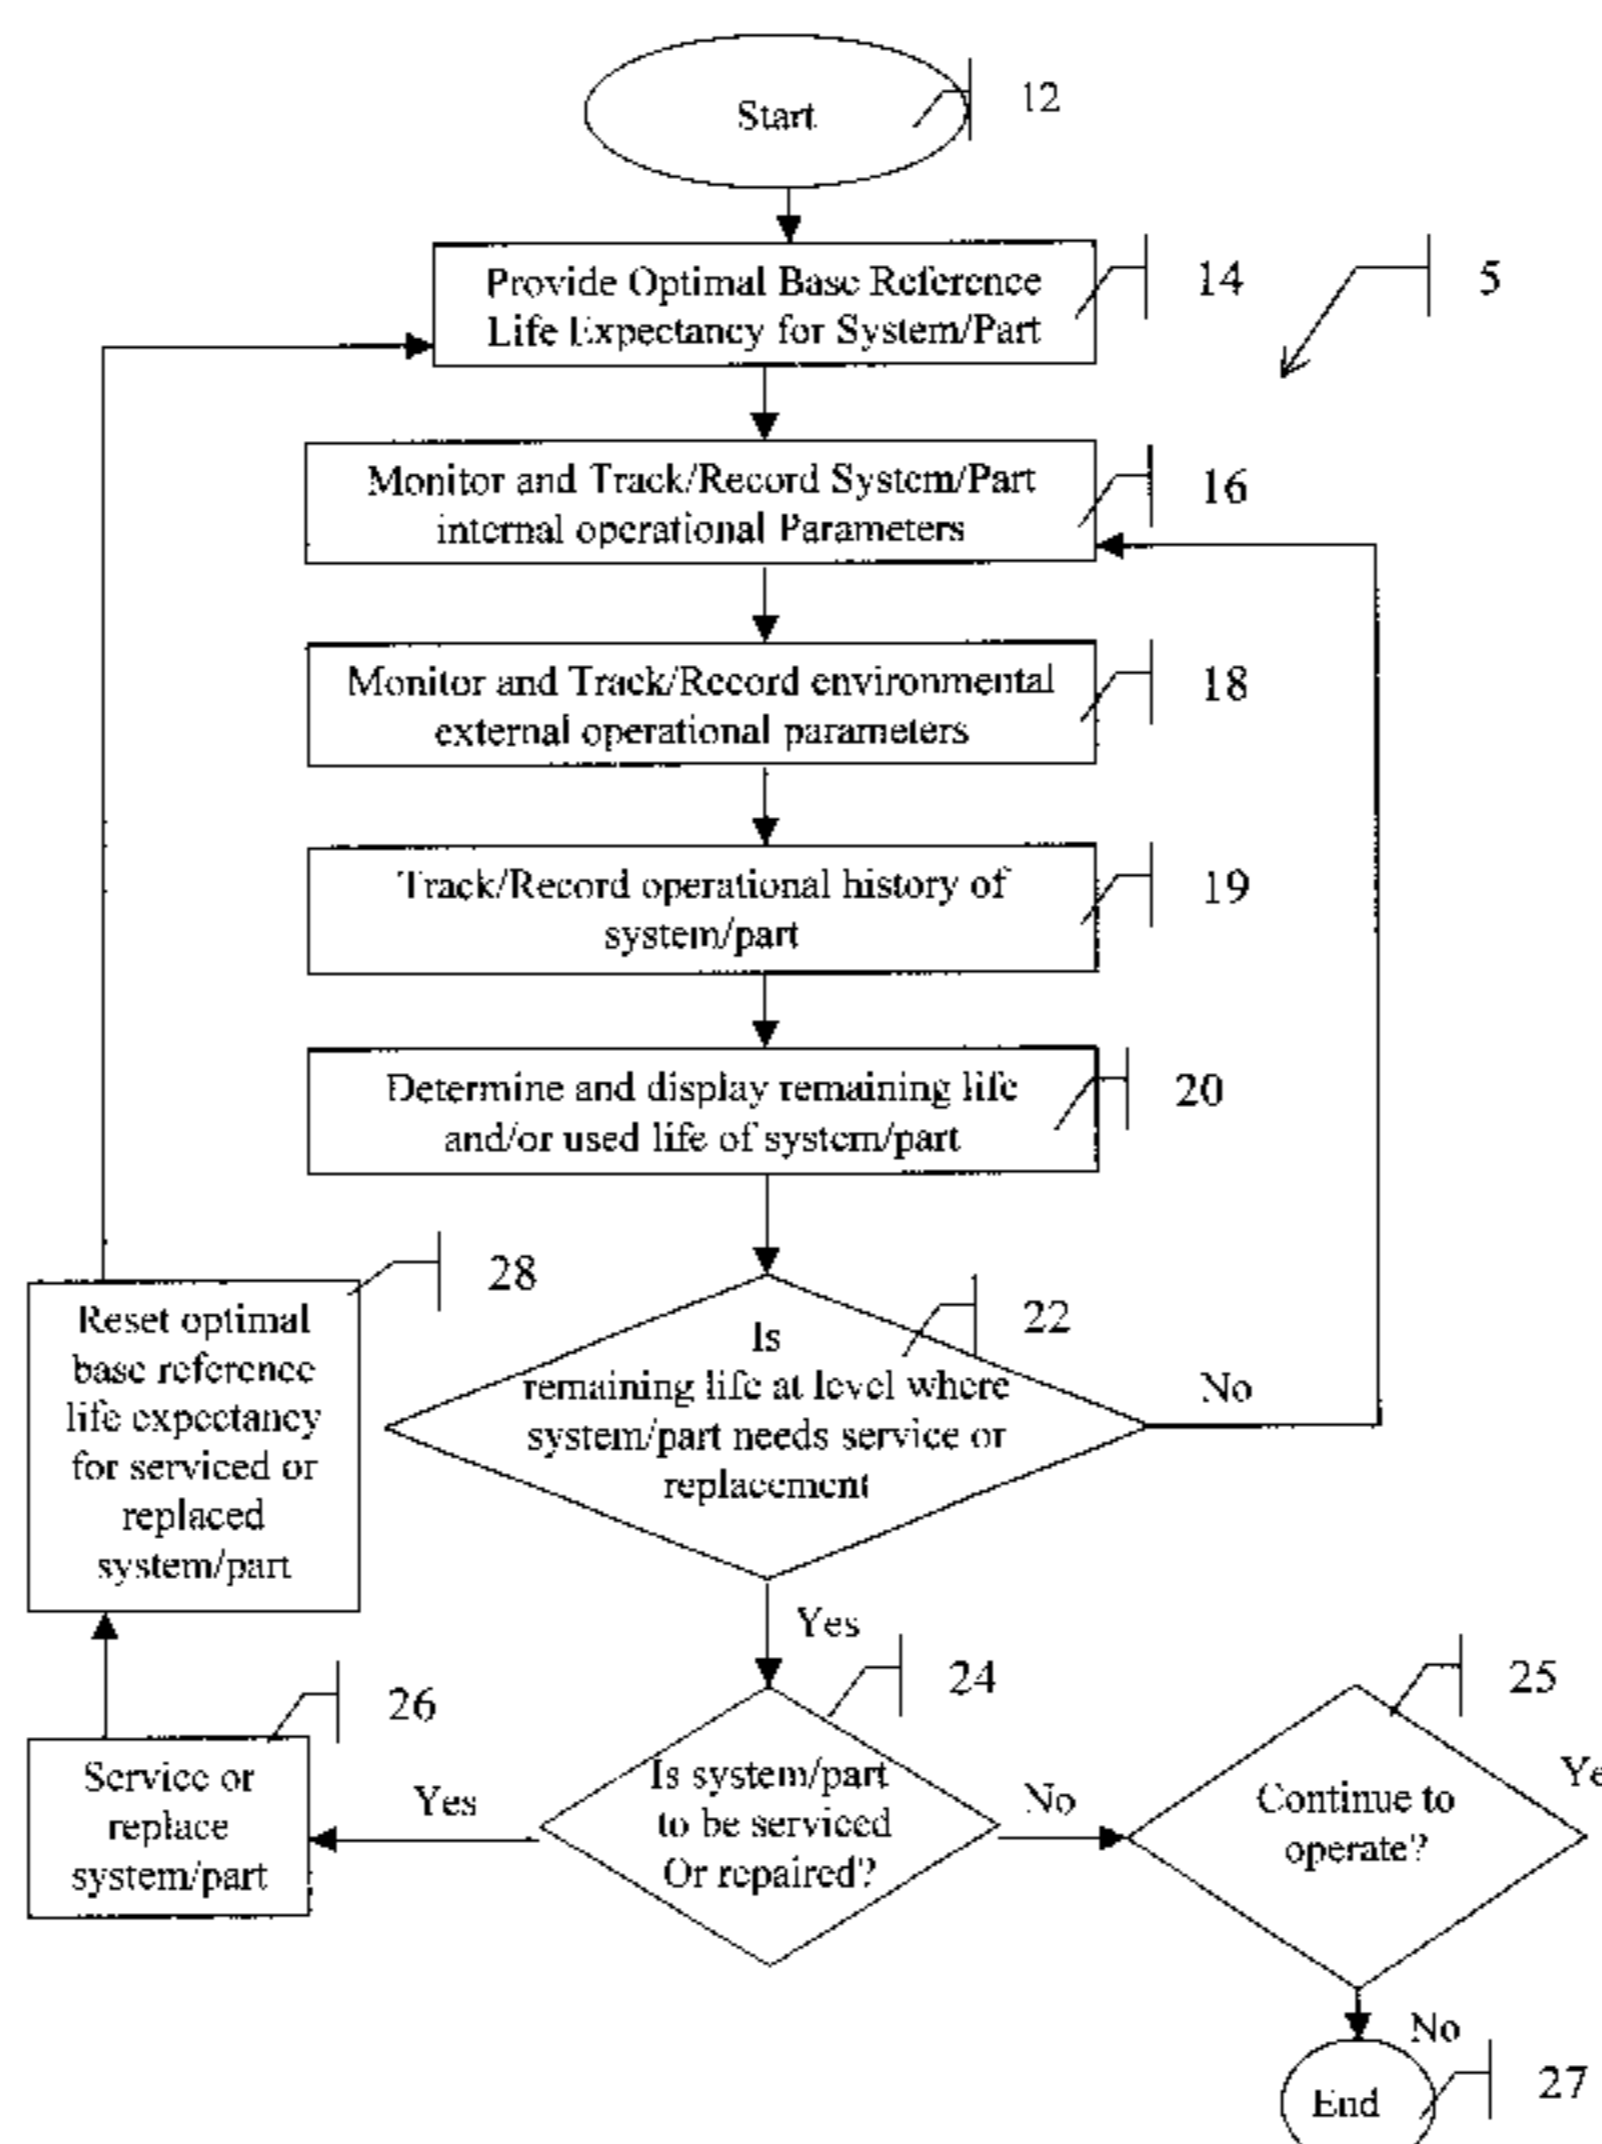 Start
12
Provide Optimal Base Reference
Life Expectancy for System/Part
14
5
Monitor and Track/Record System/Part
internal operational Parameters
16
Monitor and Track/Record environmental
external operational parameters
18
Track/Record operational history of
system/part
19
Determine and display remaining life
and/or used life of system/part
20
28
Reset optimal
base reference
life expectancy
for serviced or
replaced
system/part
22
Is
remaining life at level where
system/part needs service or
replacement
No
Yes
26
Service or
replace
system/part
Yes
24
Is system/part
to be serviced
Or repaired?
No
25
Continue to
operate?
Ye
No
End
27